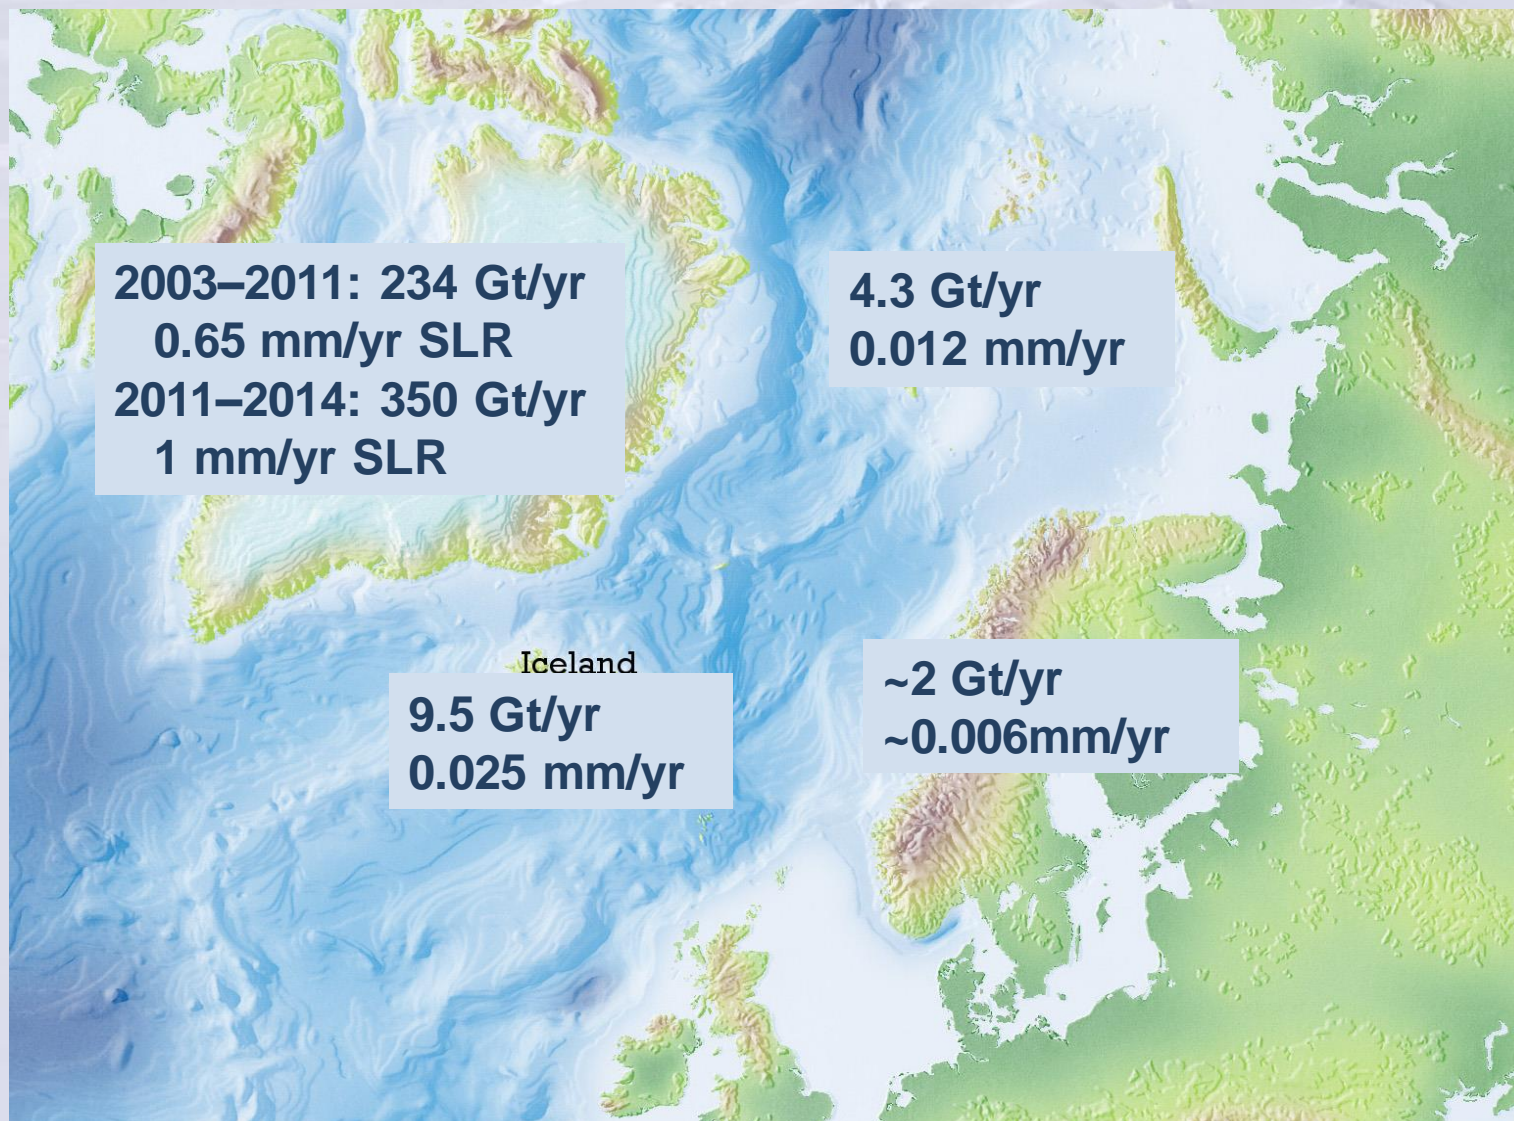 2003–2011: 234 Gt/yr
0.65 mm/yr SLR
2011–2014: 350 Gt/yr
1 mm/yr SLR
4.3 Gt/yr
0.012 mm/yr
Iceland
9.5 Gt/yr
0.025 mm/yr
~2 Gt/yr
~0.006mm/yr